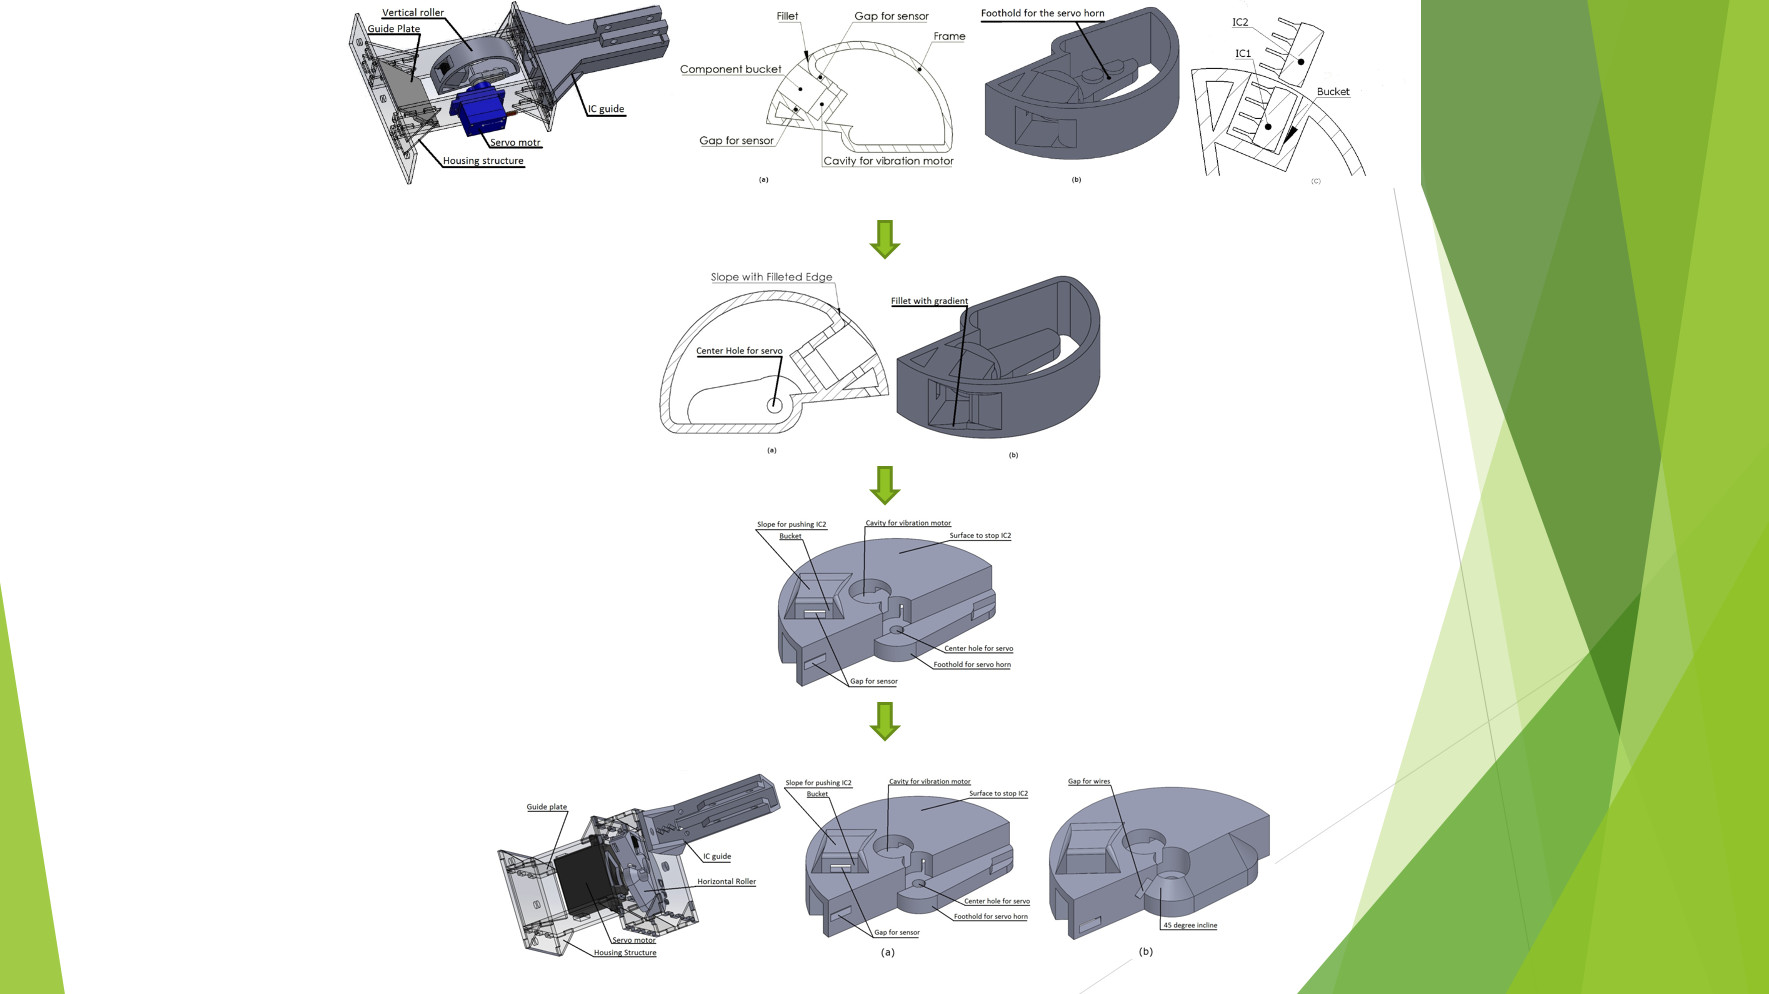 Vertical roller
Guide Plate
IC guide
Servo motr
Housing structure
Fillet
Gap for sensor
Frame
Component bucket
Gap for sensor
Cavity for vibration motor
(a)
Foothold for the servo horn
(b)
IC2
IC1
Bucket
(C)
Slope with Filleted Edge
Center Hole for servo
(a)
Fillet with gradient
(b)
Slope for pushing IC2
Bucket
Cavity for vibration motor
Surface to stop IC2
Center hole for servo
Foothold for servo horn
Gap for sensor
Guide plate
IC guide
Horizontal Roller
Servo motor
Housing Structure
Slope for pushing IC2
Bucket
Cavity for vibration motor
Surface to stop IC2
Center hole for servo
Foothold for servo horn
Gap for sensor
(a)
Gap for wires
45 degree incline
(b)